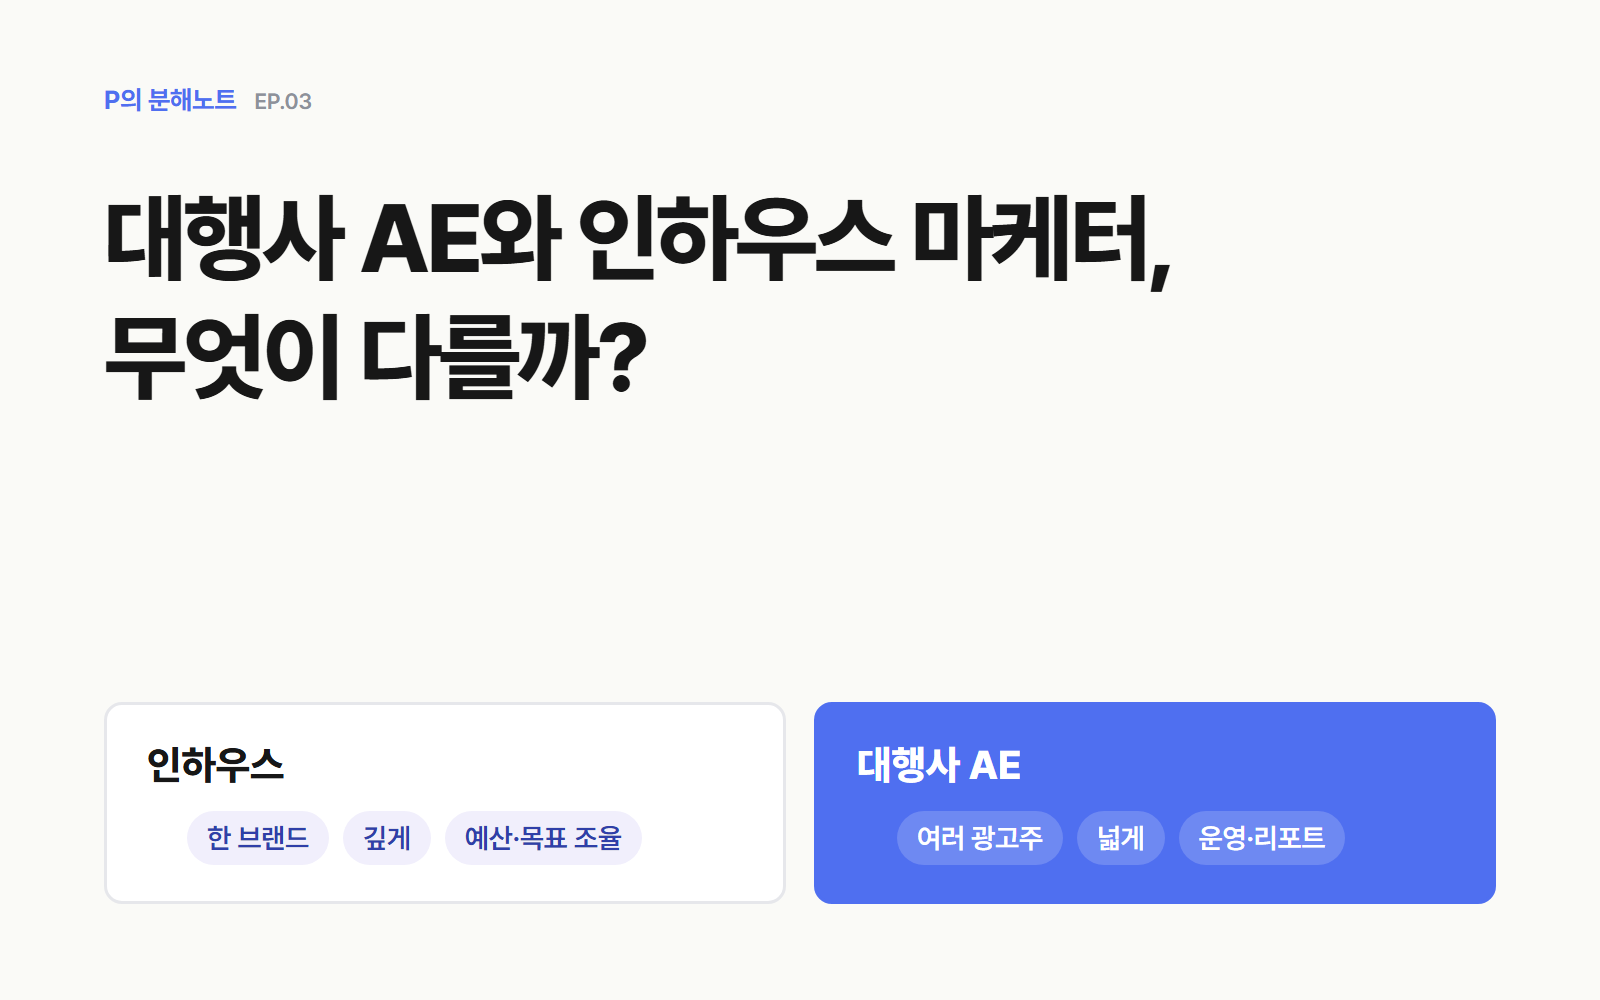 P의 분해노트 EP.03
대행사 AE와 인하우스 마케터,
무엇이 다를까?
인하우스
한 브랜드 깊게 예산·목표 조율
대행사 AE
여러 광고주 넓게 운영·리포트